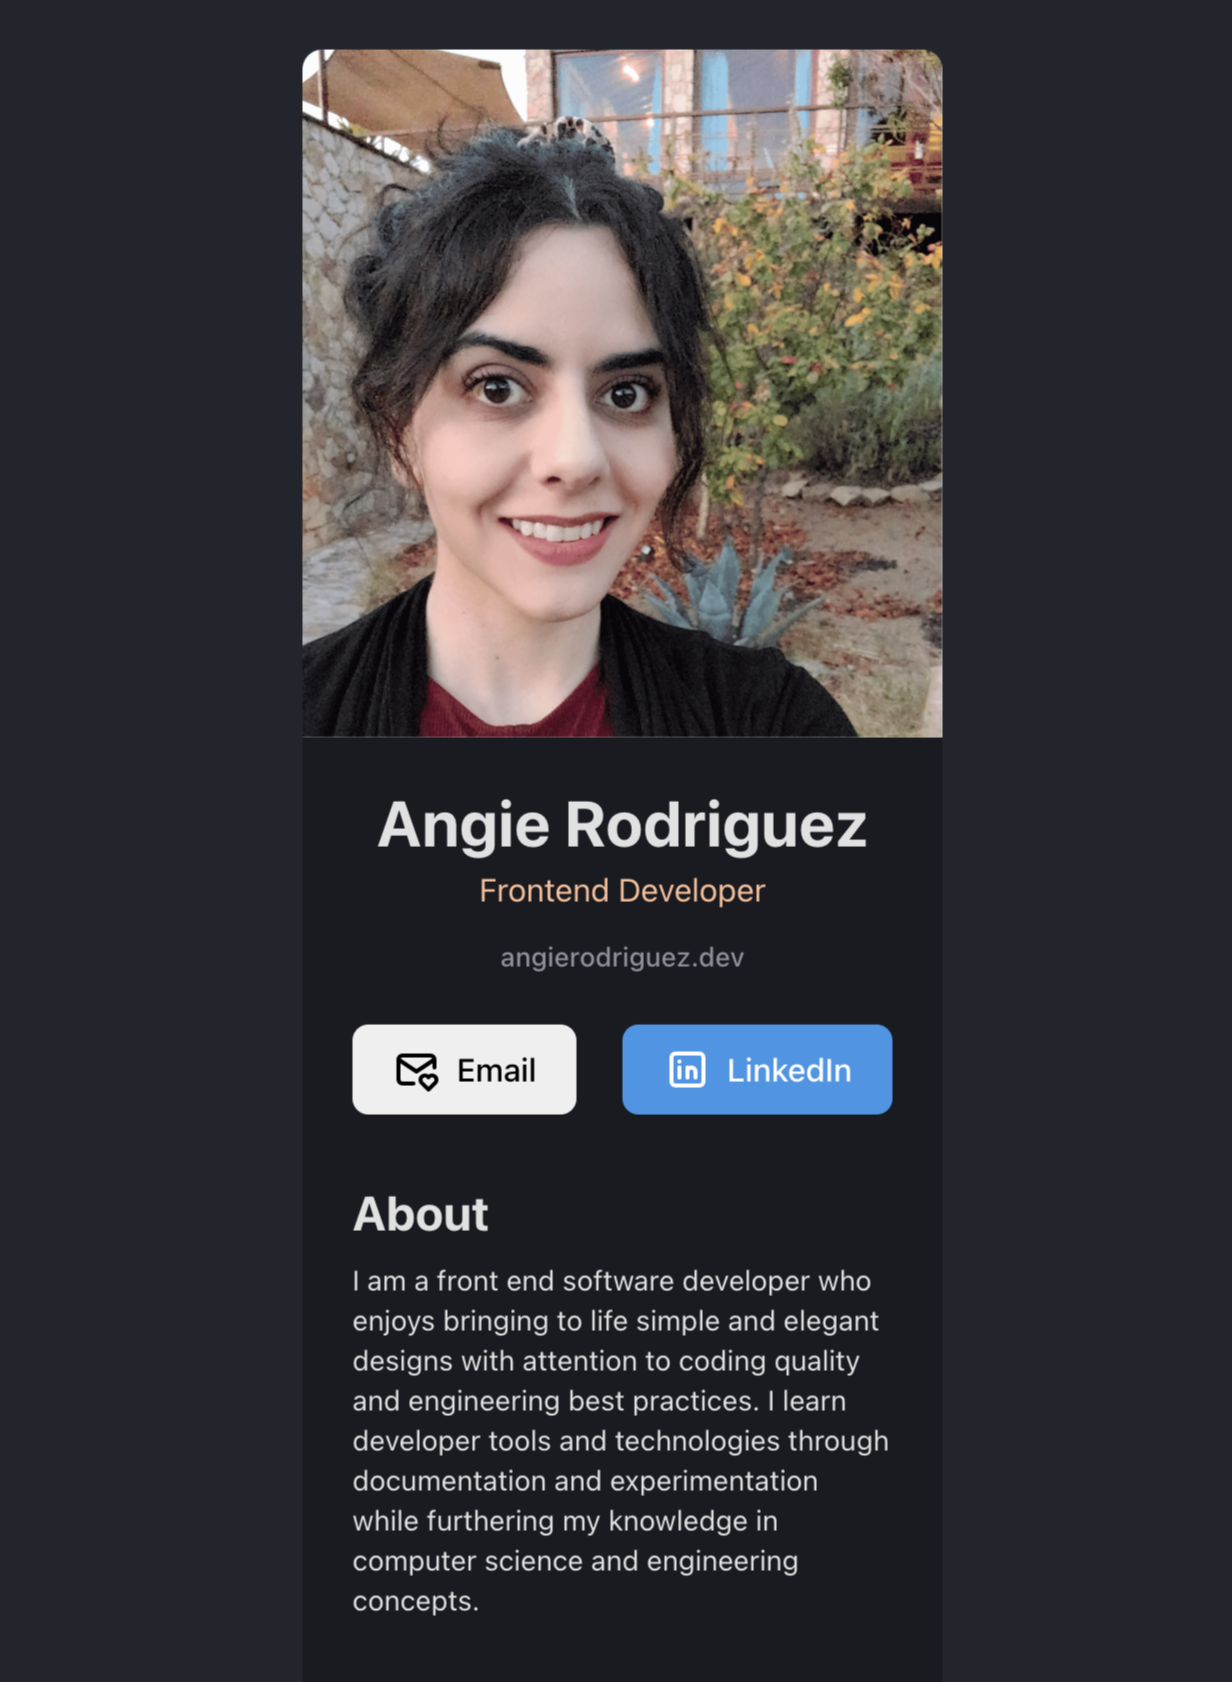 Angie Rodriguez
Frontend Developer
angierodriguez.dev
Email
LinkedIn
About
I am a front end software developer who
enjoys bringing to life simple and elegant
designs with attention to coding quality
and engineering best practices. I learn
developer tools and technologies through
documentation and experimentation
while furthering my knowledge in
computer science and engineering
concepts.